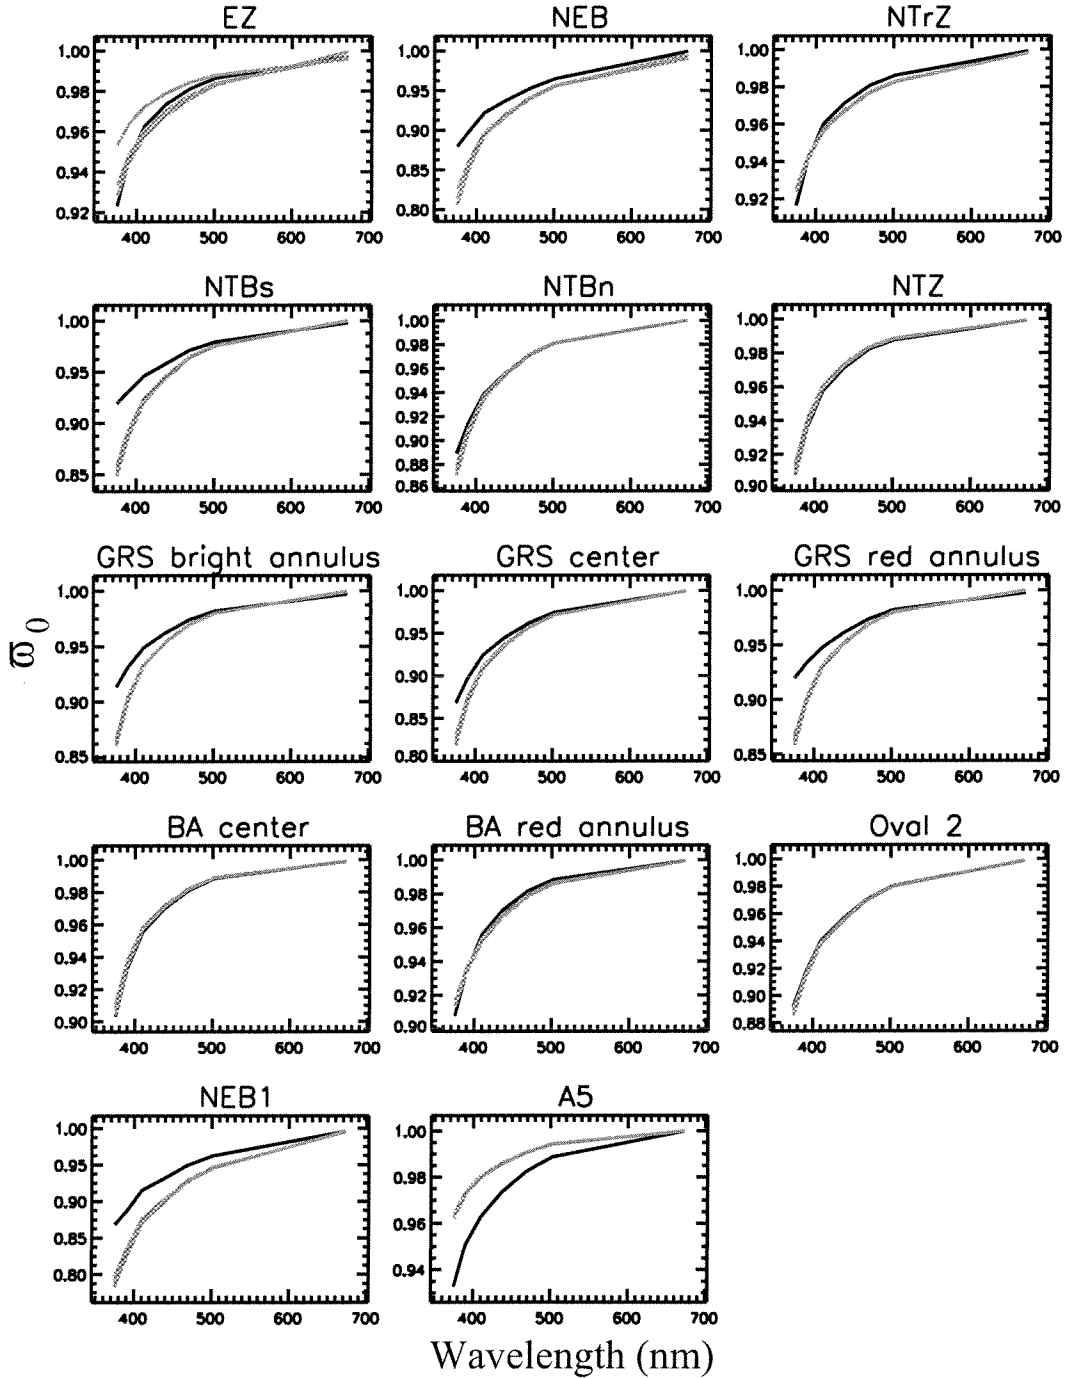 EZ NEB NTrZ
1.00 1.00 1.00
0.98 0.95 0.98
0.96 0.90 0.96
0.94 0.85 0.94
0.92 0.80 0.92
400 500 600 700 400 500 600 700 400 500 600 700
NTBs NTBn NTZ
1.00 1.00 1.00
0.95 0.98 0.98
0.90 0.96 0.96
0.85 0.94 0.94
0.92 0.92
0.90 0.90
0.88
0.86
400 500 600 700 400 500 600 700 400 500 600 700
GRS bright annulus GRS center GRS red annulus
1.00 1.00 1.00
0.95 0.95 0.95
0.90 0.90 0.90
0.85 0.85 0.85
0.80
400 500 600 700 400 500 600 700 400 500 600 700
ϖ0
BA center BA red annulus Oval 2
1.00 1.00 1.00
0.98 0.98 0.98
0.96 0.96 0.96
0.94 0.94 0.94
0.92 0.92 0.92
0.90 0.90 0.90
0.88
400 500 600 700 400 500 600 700 400 500 600 700
NEB1 A5
1.00 1.00
0.95 0.98
0.90 0.96
0.85 0.94
0.80
400 500 600 700 400 500 600 700
Wavelength (nm)